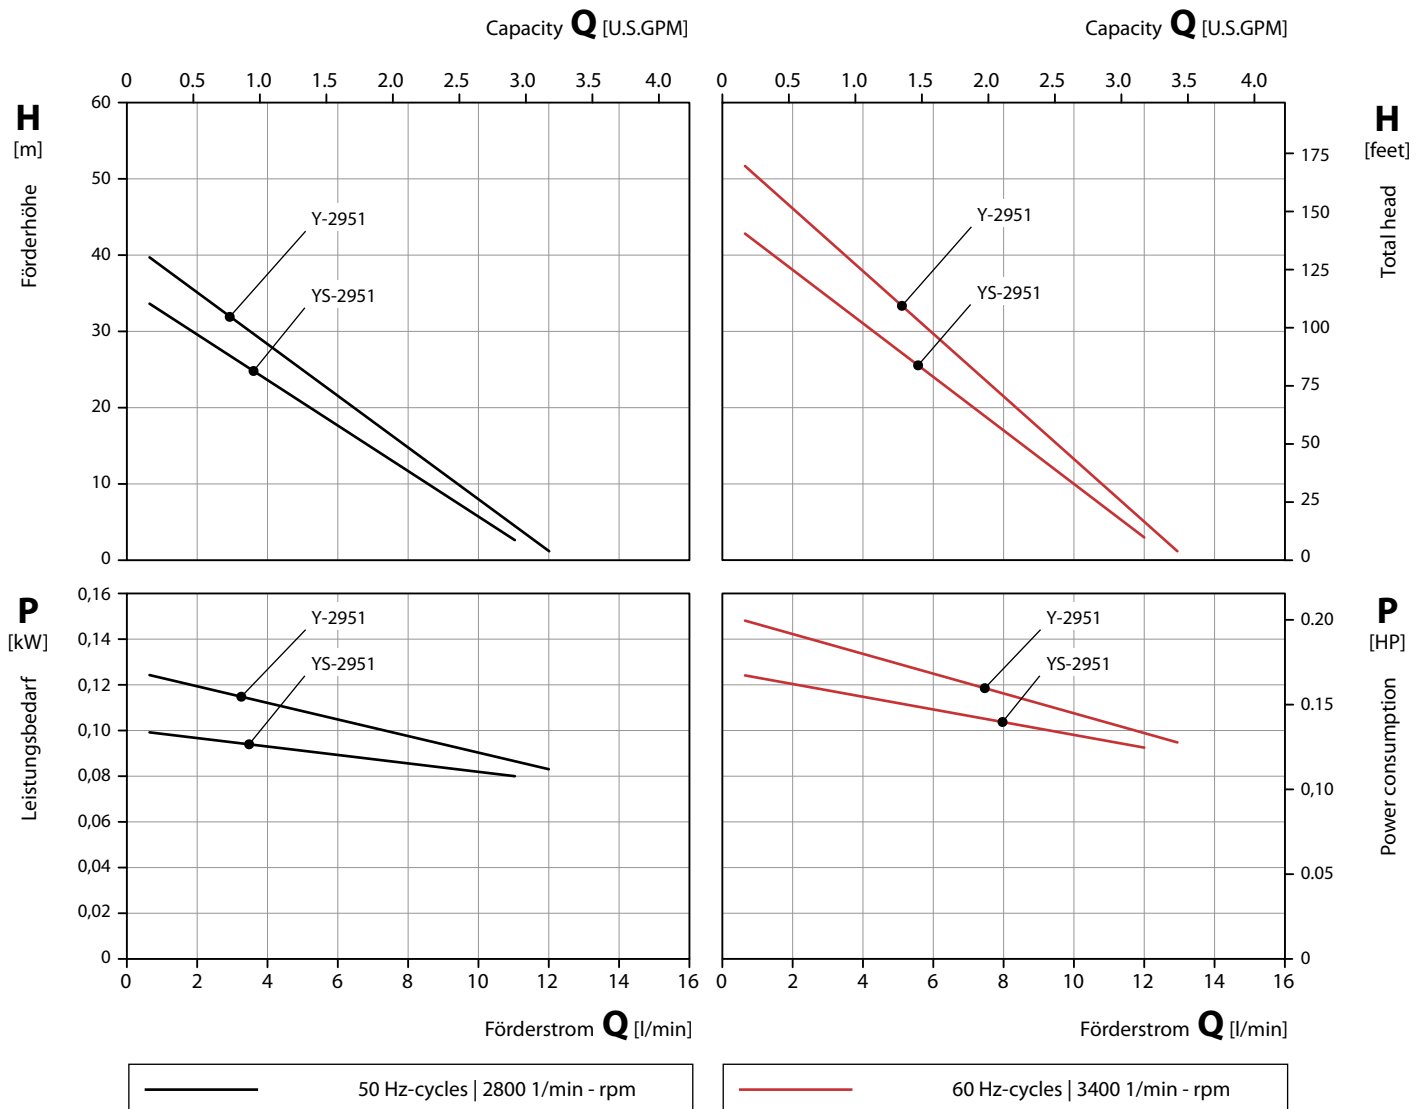 Capacity Q [U.S.GPM]
Capacity Q [U.S.GPM]
0 0.5 1.0 1.5 2.0 2.5 3.0 3.5 4.0
0 0.5 1.0 1.5 2.0 2.5 3.0 3.5 4.0
H
[m]
Förderhöhe
60
50
40
30
20
10
0
Y-2951
YS-2951
Y-2951
YS-2951
H
[feet]
Total head
175
150
125
100
75
50
25
0
P
[kW]
Leistungsbedarf
0,16
0,14
0,12
0,10
0,08
0,06
0,04
0,02
0
Y-2951
YS-2951
Y-2951
YS-2951
P
[HP]
Power consumption
0.20
0.15
0,10
0.05
0
0 2 4 6 8 10 12 14 16
0 2 4 6 8 10 12 14 16
Förderstrom Q [l/min]
Förderstrom Q [l/min]
50 Hz-cycles | 2800 1/min - rpm
60 Hz-cycles | 3400 1/min - rpm